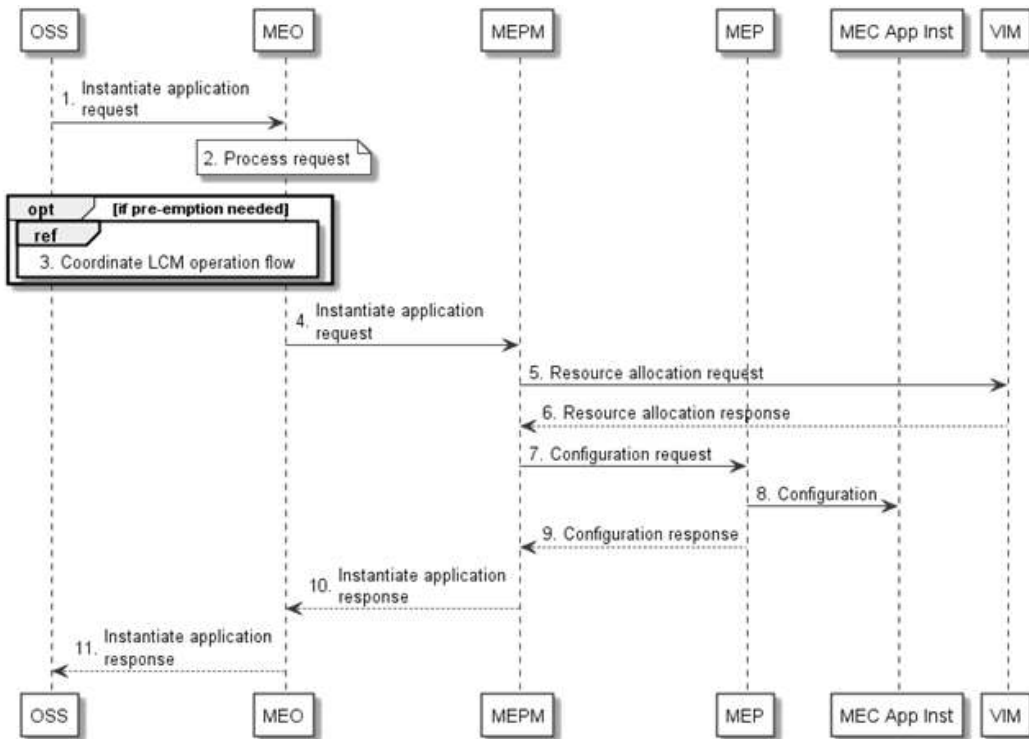 OSS MEO MEPM MEP MEC App Inst VIM
1. Instantiate application
request
2. Process request
opt [if pre-emption needed]
ref
3. Coordinate LCM operation flow
4. Instantiate application
request
5. Resource allocation request
6. Resource allocation response
7. Configuration request
8. Configuration
9. Configuration response
10. Instantiate application
response
11. Instantiate application
response
OSS MEO MEPM MEP MEC App Inst VIM